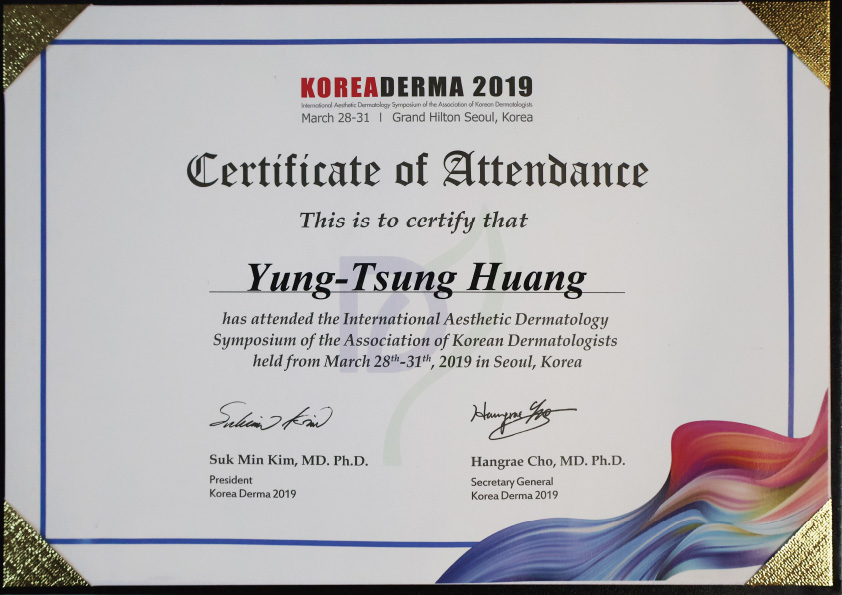 KOREADERMA 2019
International Aesthetic Dermatology Symposium of the Association of Korean Dermatologists
March 28-31 | Grand Hilton Seoul, Korea
Certificate of Attendance
This is to certify that
Yung-Tsung Huang
has attended the International Aesthetic Dermatology
Symposium of the Association of Korean Dermatologists
held from March 28th-31th, 2019 in Seoul, Korea
Suk Min Kim, MD. Ph.D.
President
Korea Derma 2019
Hangrae Cho, MD. Ph.D.
Secretary General
Korea Derma 2019